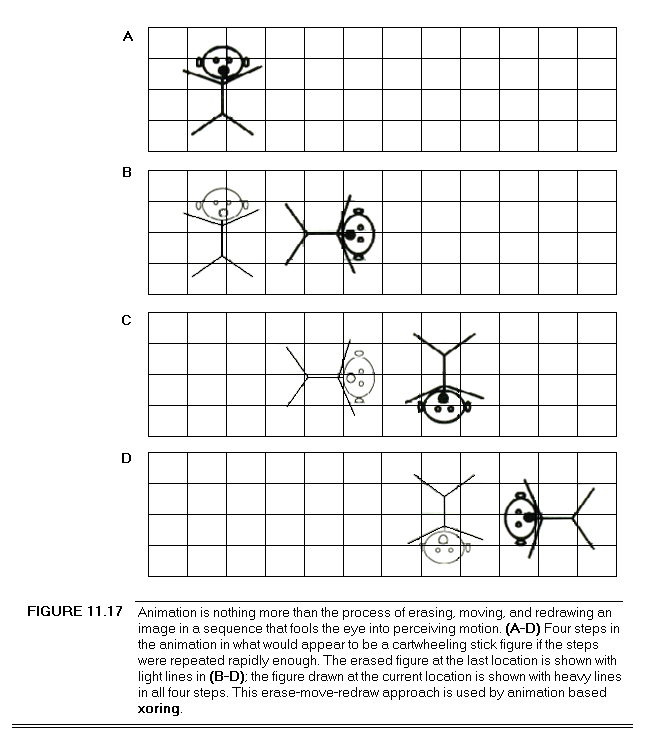 A
B
C
D
FIGURE 11.17 Animation is nothing more than the process of erasing, moving, and redrawing an
image in a sequence that fools the eye into perceiving motion. (A-D) Four steps in
the animation in what would appear to be a cartwheeling stick figure if the steps
were repeated rapidly enough. The erased figure at the last location is shown with
light lines in (B-D); the figure drawn at the current location is shown with heavy lines
in all four steps. This erase-move-redraw approach is used by animation based
xoring.